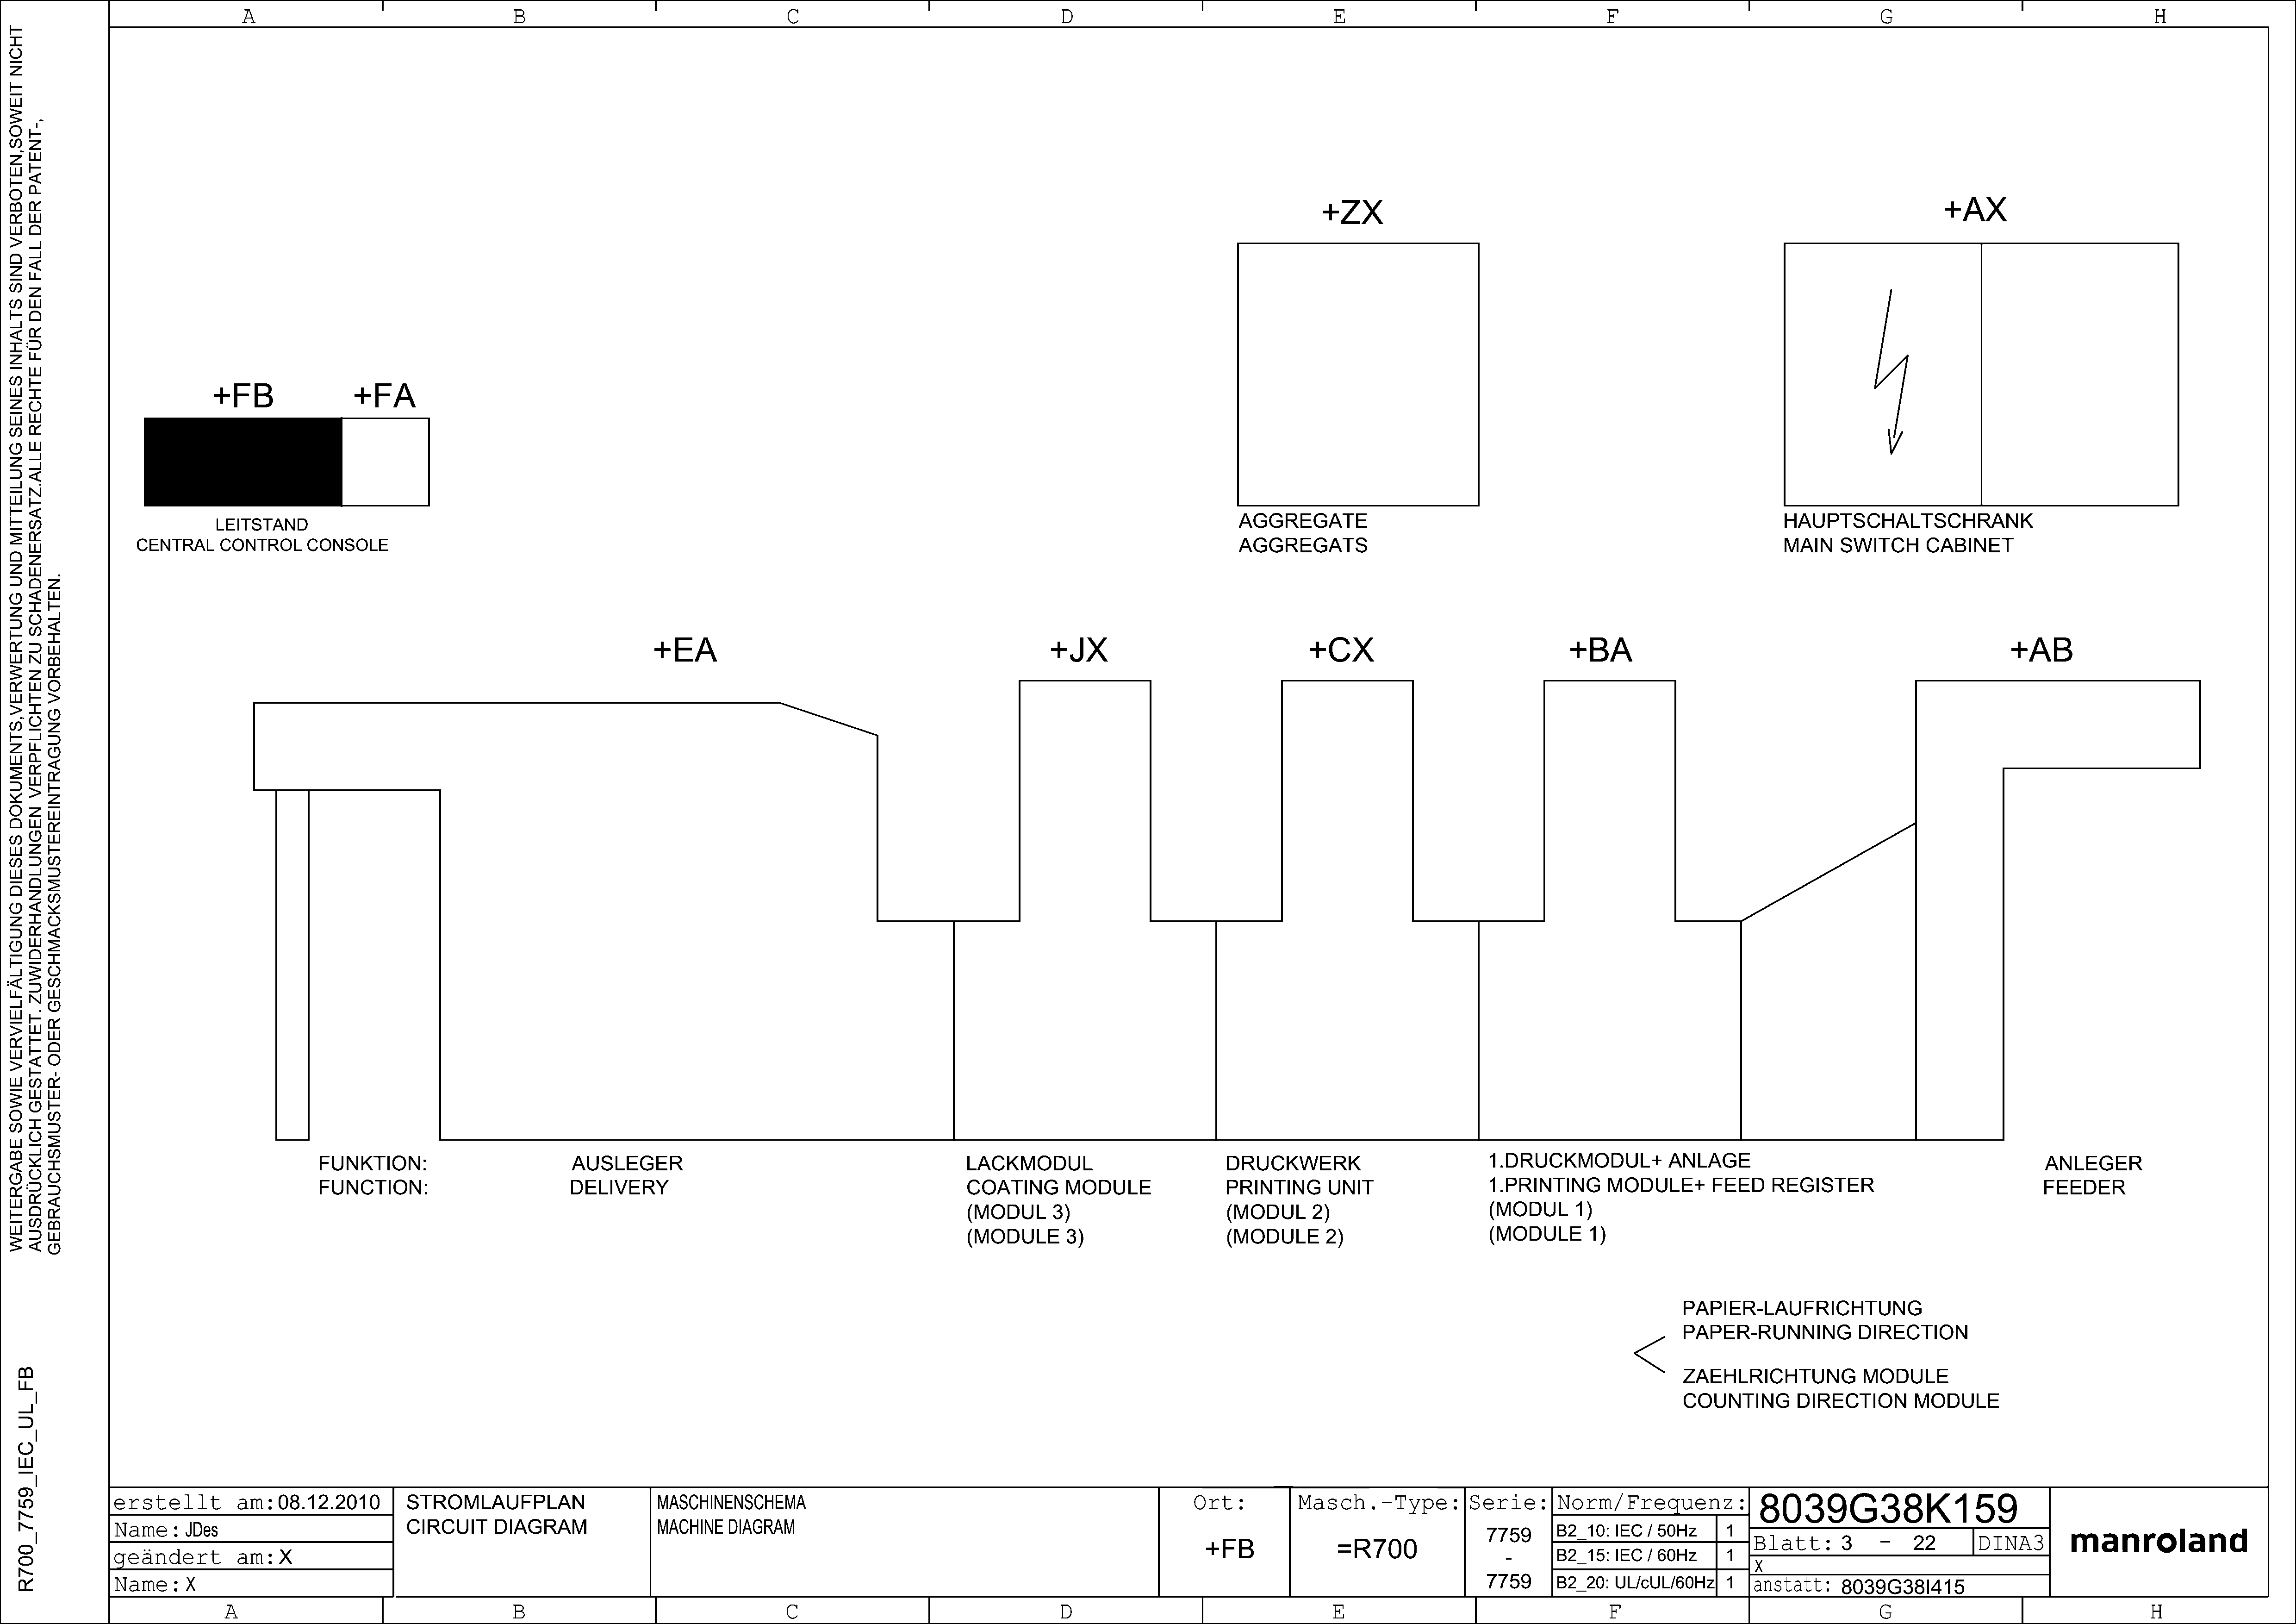 A B C D E F G H
WEITERGABE SOWIE VERVIELFÄLTIGUNG DIESES DOKUMENTS,VERWERTUNG UND MITTEILUNG SEINES INHALTS SIND VERBOTEN,SOWEIT NICHT
AUSDRÜCKLICH GESTATTET. ZUWIDERHANDLUNGEN VERPFLICHTEN ZU SCHADENERSATZ.ALLE RECHTE FÜR DEN FALL DER PATENT-,
GEBRAUCHSMUSTER- ODER GESCHMACKSMUSTEREINTRAGUNG VORBEHALTEN.
R700_7759_IEC_UL_FB
+ZX
+AX
+FB +FA
LEITSTAND
CENTRAL CONTROL CONSOLE
AGGREGATE
AGGREGATS
HAUPTSCHALTSCHRANK
MAIN SWITCH CABINET
+EA +JX +CX +BA +AB
FUNKTION:
FUNCTION:
AUSLEGER
DELIVERY
LACKMODUL
COATING MODULE
(MODUL 3)
(MODULE 3)
DRUCKWERK
PRINTING UNIT
(MODUL 2)
(MODULE 2)
1.DRUCKMODUL+ ANLAGE
1.PRINTING MODULE+ FEED REGISTER
(MODUL 1)
(MODULE 1)
ANLEGER
FEEDER
PAPIER-LAUFRICHTUNG
PAPER-RUNNING DIRECTION
ZAEHLRICHTUNG MODULE
COUNTING DIRECTION MODULE
erstellt am: 08.12.2010
Name: JDes
geändert am: X
Name: X
STROMLAUFPLAN
CIRCUIT DIAGRAM
MASCHINENSCHEMA
MACHINE DIAGRAM
Ort:
+FB
Masch.-Type:
=R700
Serie:
7759
-
7759
Norm/Frequenz:
B2_10: IEC / 50Hz 1
B2_15: IEC / 60Hz 1
B2_20: UL/cUL/60Hz 1
8039G38K159
Blatt: 3 - 22 DINA3
X
anstatt: 8039G38I415
manroland
A B C D E F G H